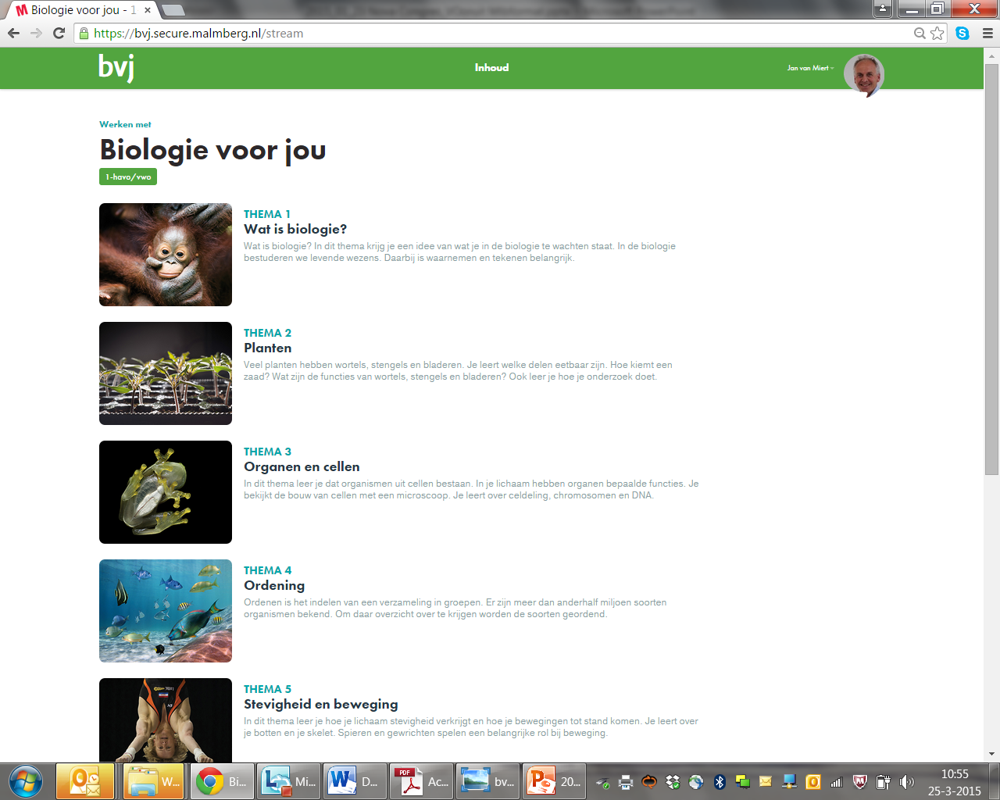 Biologie voor jou - 1
https://bvj.secure.malmberg.nl/stream
bvj
Inhoud
Jan van Miert
Werken met
Biologie voor jou
1-havo/vwo
THEMA 1
Wat is biologie?
Wat is biologie? In dit thema krijg je een idee van wat je in de biologie te wachten staat. In de biologie
bestuderen we levende wezens. Daarbij is waarnemen en tekenen belangrijk.
THEMA 2
Planten
Veel planten hebben wortels, stengels en bladeren. Je leert welke delen eetbaar zijn. Hoe kiemt een
zaad? Wat zijn de functies van wortels, stengels en bladeren? Ook leer je hoe je onderzoek doet.
THEMA 3
Organen en cellen
In dit thema leer je dat organismen uit cellen bestaan. In je lichaam hebben organen bepaalde functies. Je
bekijkt de bouw van cellen met een microscoop. Je leert over celdeling, chromosomen en DNA.
THEMA 4
Ordening
Ordenen is het indelen van een verzameling in groepen. Er zijn meer dan anderhalf miljoen soorten
organismen bekend. Om daar overzicht over te krijgen worden de soorten geordend.
THEMA 5
Stevigheid en beweging
In dit thema leer je hoe je lichaam stevigheid verkrijgt en hoe je bewegingen tot stand komen. Je leert over
je botten en je skelet. Spieren en gewrichten spelen een belangrijke rol bij beweging.
W... Bi... Mi... D... PDF Ac... bv... 20...
10:55
25-3-2015